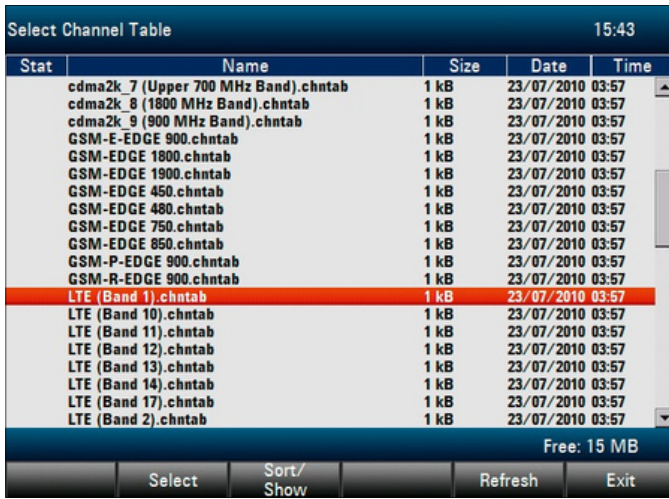 Select Channel Table 15:43
Stat Name Size Date Time
cdma2k_7 (Upper 700 MHz Band).chntab 1 kB 23/07/2010 03:57
cdma2k_8 (1800 MHz Band).chntab 1 kB 23/07/2010 03:57
cdma2k_9 (900 MHz Band).chntab 1 kB 23/07/2010 03:57
GSM-E-EDGE 900.chntab 1 kB 23/07/2010 03:57
GSM-EDGE 1800.chntab 1 kB 23/07/2010 03:57
GSM-EDGE 1900.chntab 1 kB 23/07/2010 03:57
GSM-EDGE 450.chntab 1 kB 23/07/2010 03:57
GSM-EDGE 480.chntab 1 kB 23/07/2010 03:57
GSM-EDGE 750.chntab 1 kB 23/07/2010 03:57
GSM-EDGE 850.chntab 1 kB 23/07/2010 03:57
GSM-P-EDGE 900.chntab 1 kB 23/07/2010 03:57
GSM-R-EDGE 900.chntab 1 kB 23/07/2010 03:57
LTE (Band 1).chntab 1 kB 23/07/2010 03:57
LTE (Band 10).chntab 1 kB 23/07/2010 03:57
LTE (Band 11).chntab 1 kB 23/07/2010 03:57
LTE (Band 12).chntab 1 kB 23/07/2010 03:57
LTE (Band 13).chntab 1 kB 23/07/2010 03:57
LTE (Band 14).chntab 1 kB 23/07/2010 03:57
LTE (Band 17).chntab 1 kB 23/07/2010 03:57
LTE (Band 2).chntab 1 kB 23/07/2010 03:57
Free: 15 MB
Select Sort/ Show Refresh Exit